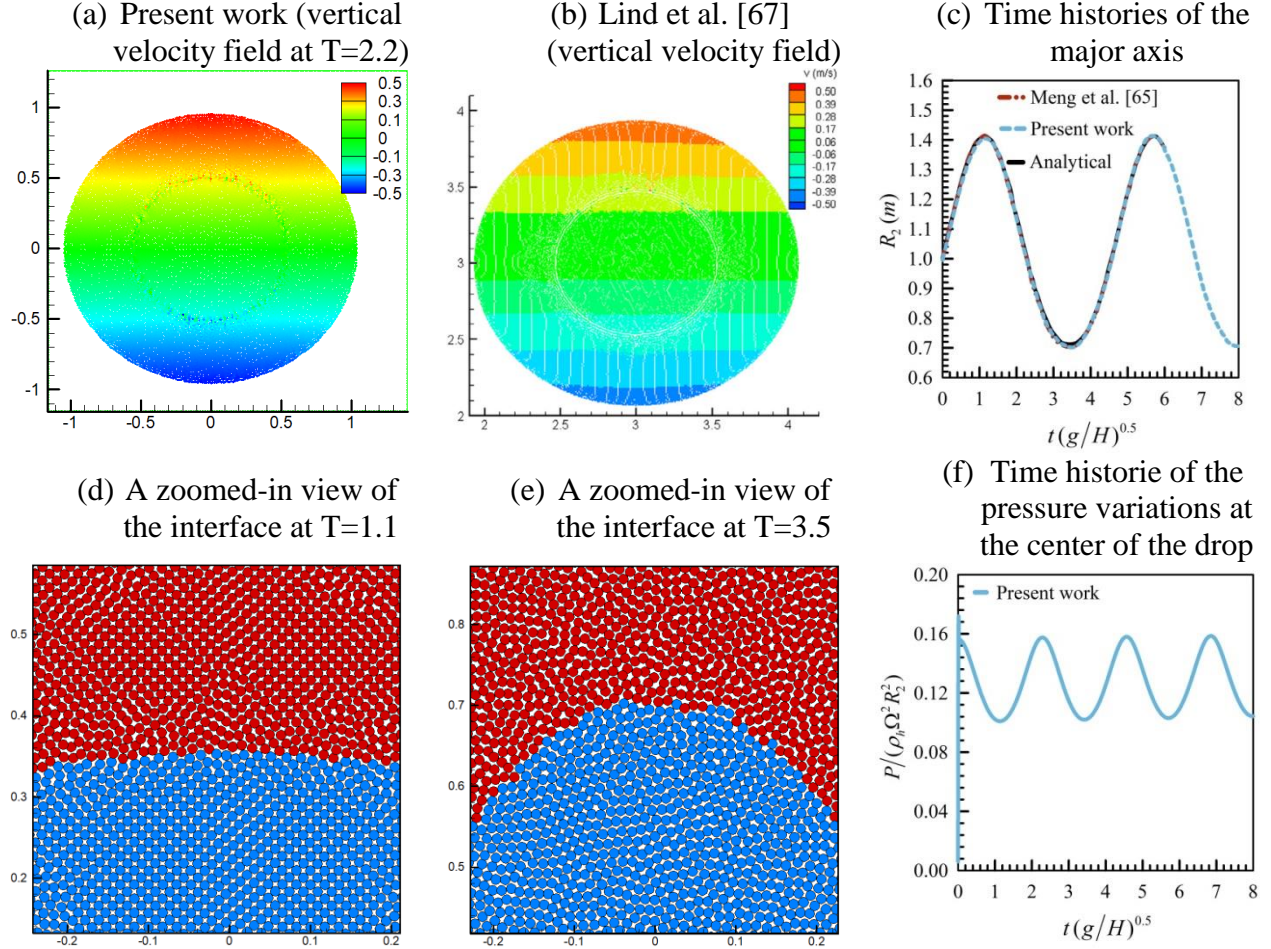 (a) Present work (vertical
velocity field at T=2.2)
0.5
0.3
0.1
-0.1
-0.3
-0.5
1
0.5
0
-0.5
-1
-1 -0.5 0 0.5 1
(b) Lind et al. [67]
(vertical velocity field)
v (m/s)
0.50
0.39
0.28
0.17
0.06
-0.06
-0.17
-0.28
-0.39
-0.50
4
3.5
3
2.5
2
2 2.5 3 3.5 4
(c) Time histories of the
major axis
1.6
1.4
1.2
1.0
0.9
0.7
0.6
R₂ (m)
Meng et al. [65]
Present work
Analytical
0 1 2 3 4 5 6 7 8
t (g/H)^0.5
(d) A zoomed-in view of
the interface at T=1.1
0.5
0.4
0.3
0.2
-0.2 -0.1 0 0.1 0.2
(e) A zoomed-in view of
the interface at T=3.5
0.8
0.7
0.6
0.5
-0.2 -0.1 0 0.1 0.2
(f) Time historie of the
pressure variations at
the center of the drop
0.20
0.16
0.12
0.08
0.04
0.00
P/(ρₕΩ²R₂²)
Present work
0 1 2 3 4 5 6 7 8
t (g/H)^0.5